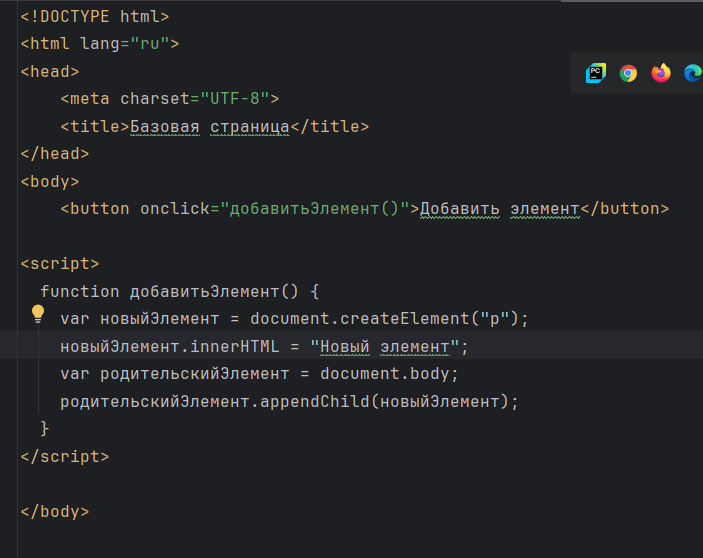 <!DOCTYPE html>
<html lang="ru">
<head>
    <meta charset="UTF-8">
    <title>Базовая страница</title>
</head>
<body>
    <button onclick="добавитьЭлемент()">Добавить элемент</button>

<script>
  function добавитьЭлемент() {
    var новыйЭлемент = document.createElement("p");
    новыйЭлемент.innerHTML = "Новый элемент";
    var родительскийЭлемент = document.body;
    родительскийЭлемент.appendChild(новыйЭлемент);
  }
</script>

</body>
PC